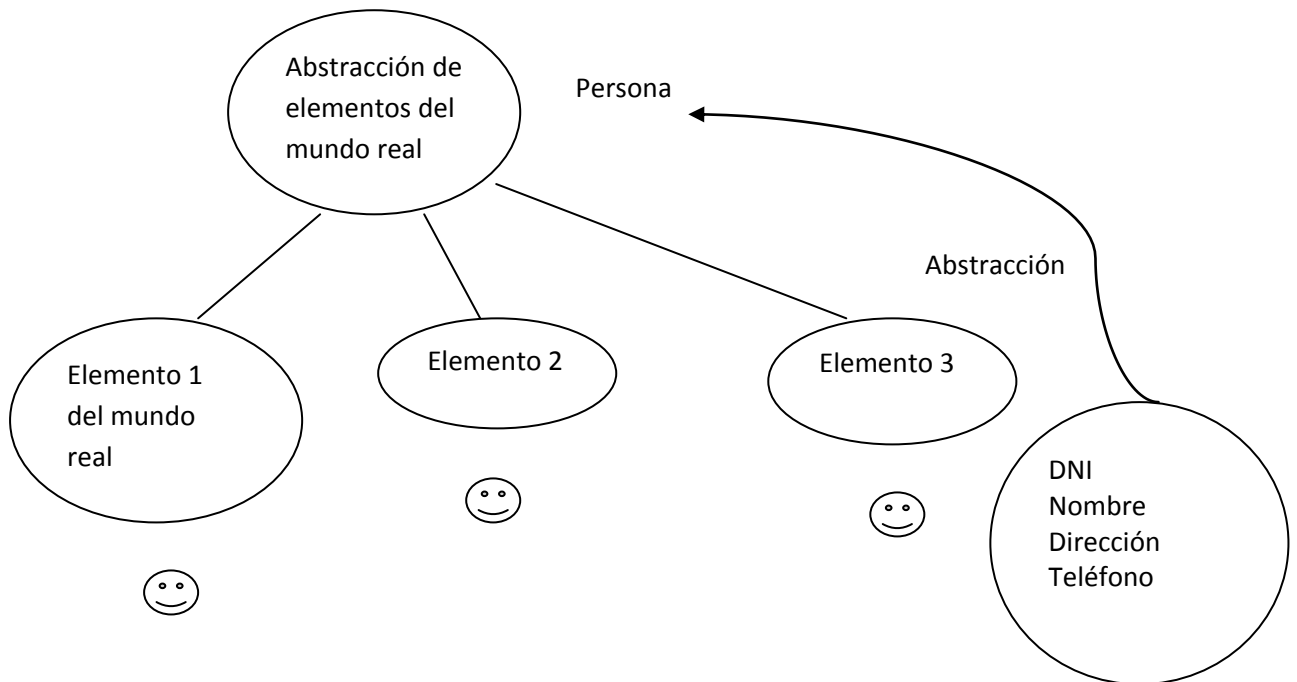 Abstracción de
elementos del
mundo real
Persona
Abstracción
Elemento 1
del mundo
real
Elemento 2
Elemento 3
DNI
Nombre
Dirección
Teléfono